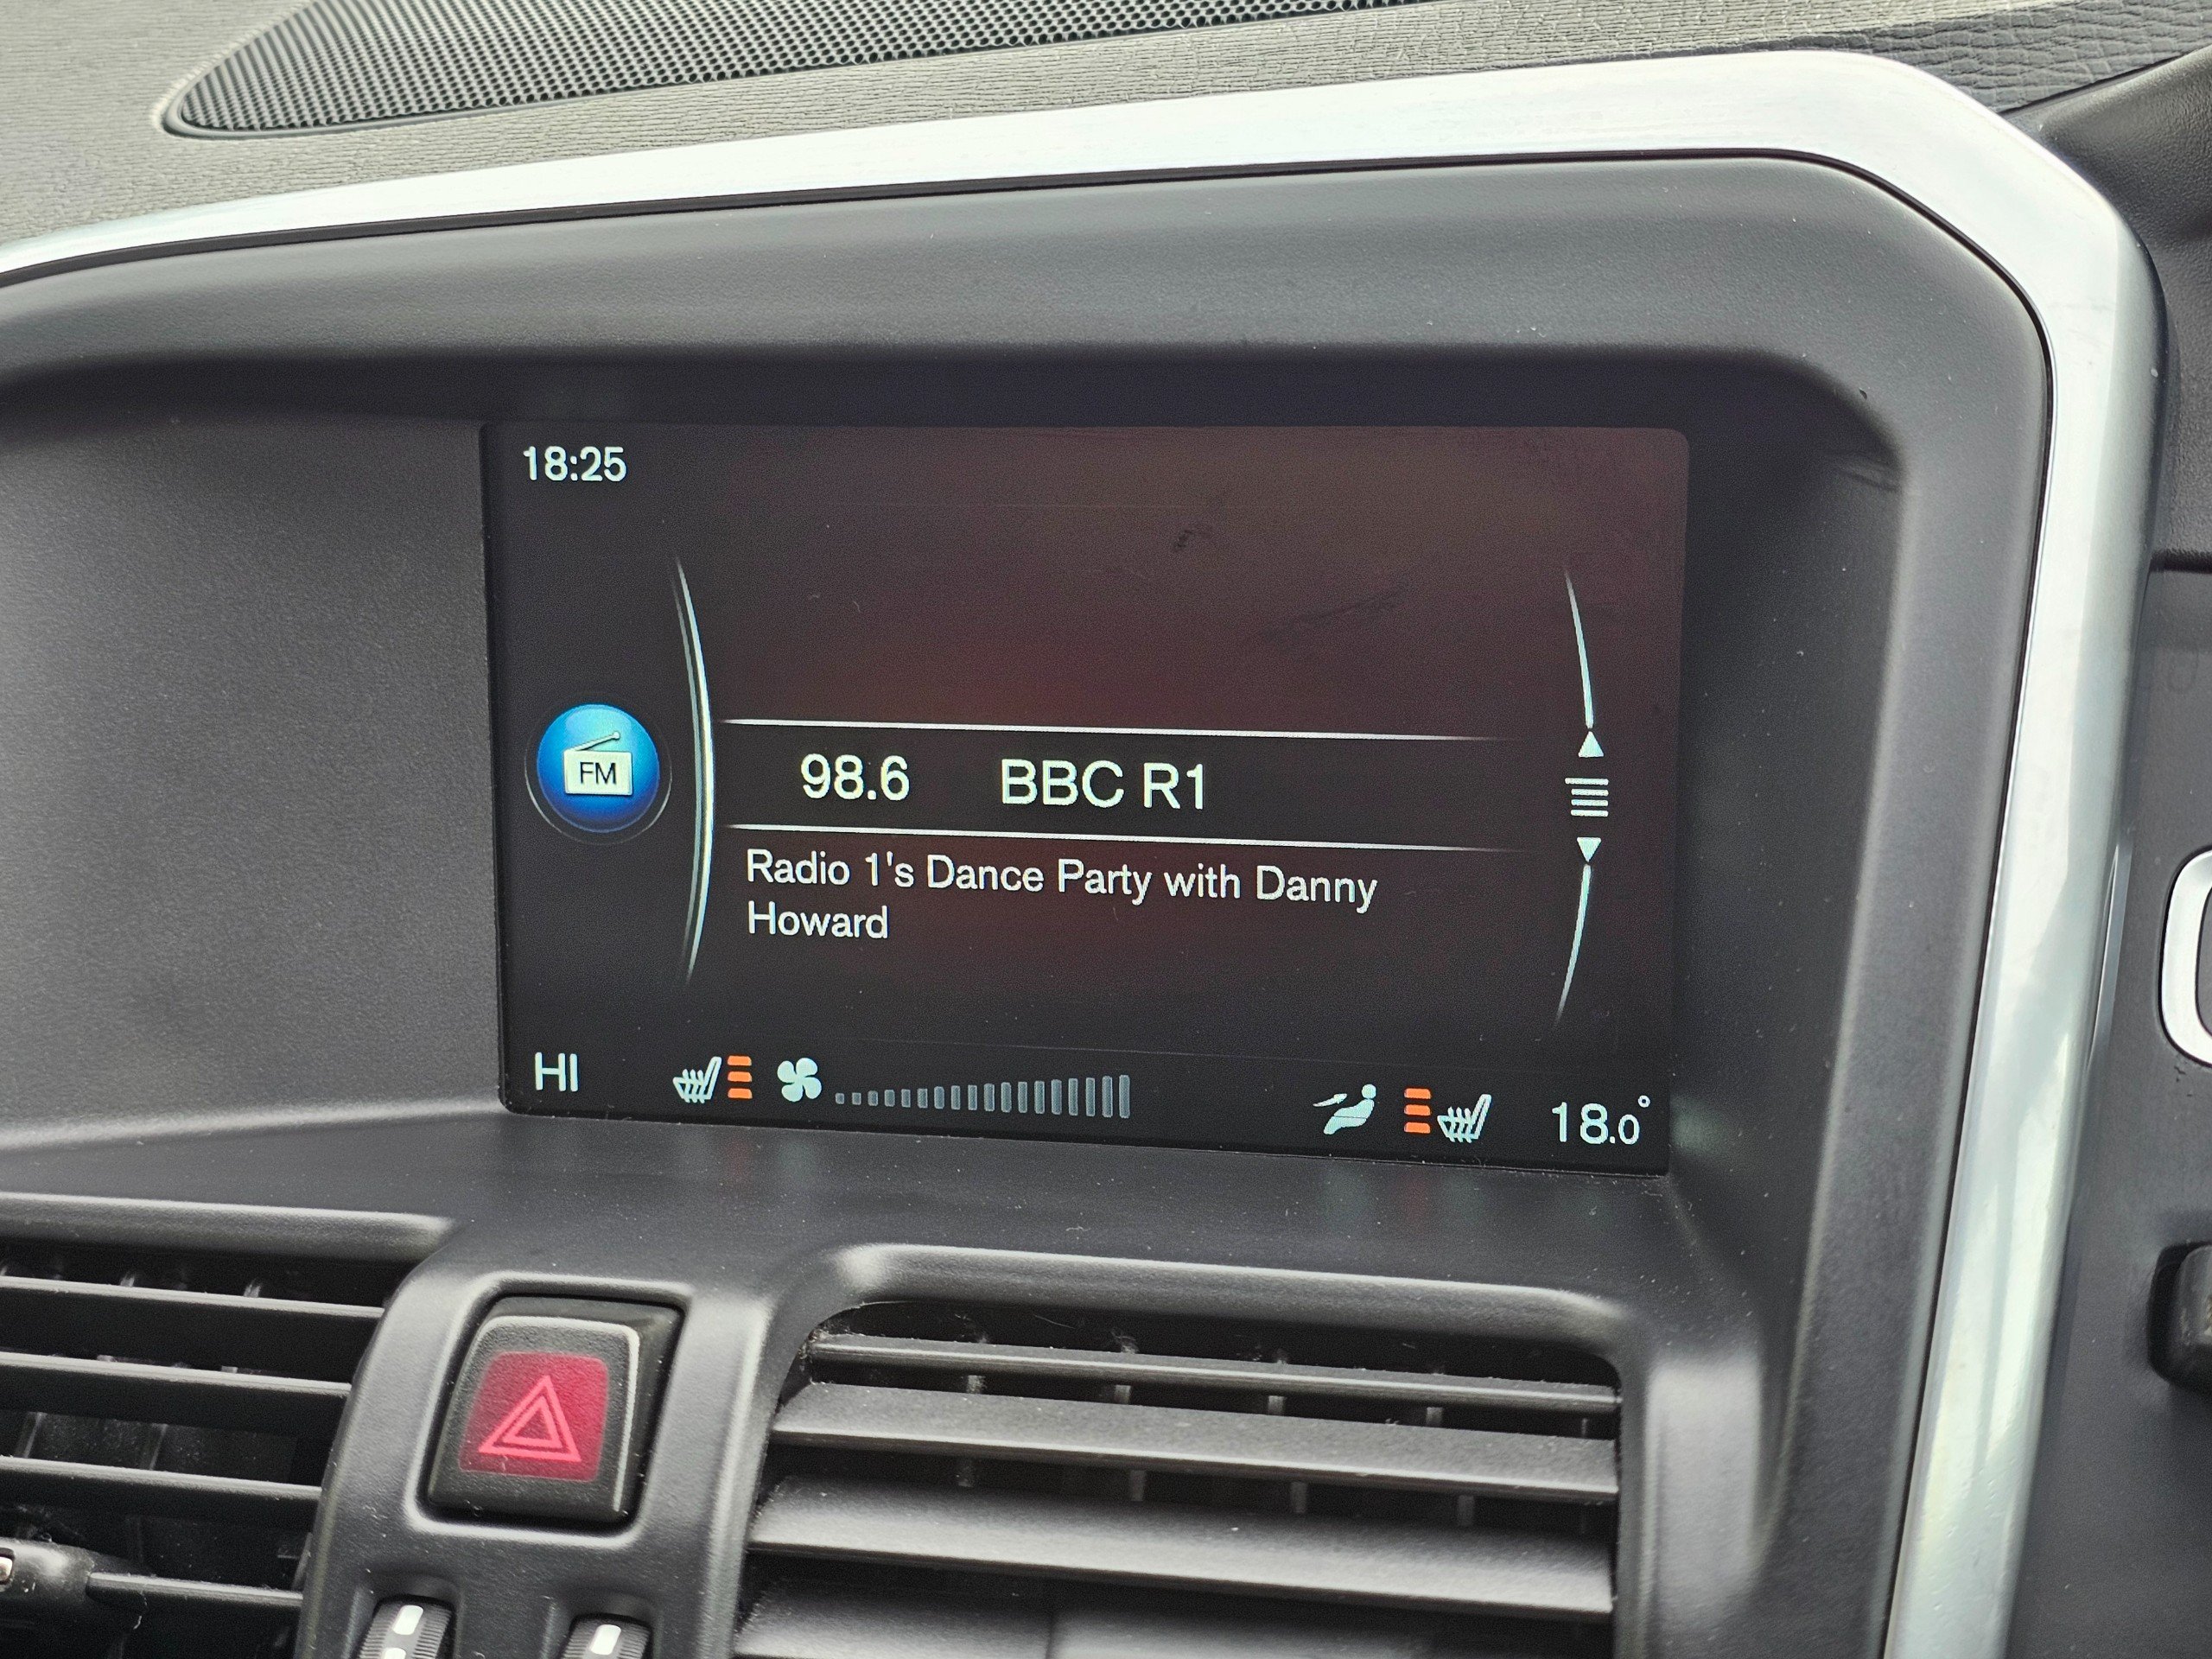 18:25
FM
98.6 BBC R1
Radio 1's Dance Party with Danny
Howard
HI 18.0°